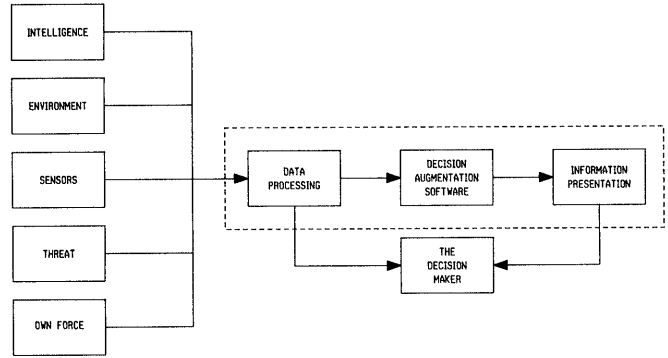 INTELLIGENCE
ENVIRONMENT
SENSORS
THREAT
OWN FORCE
DATA
PROCESSING
DECISION
AUGMENTATION
SOFTWARE
INFORMATION
PRESENTATION
THE
DECISION
MAKER